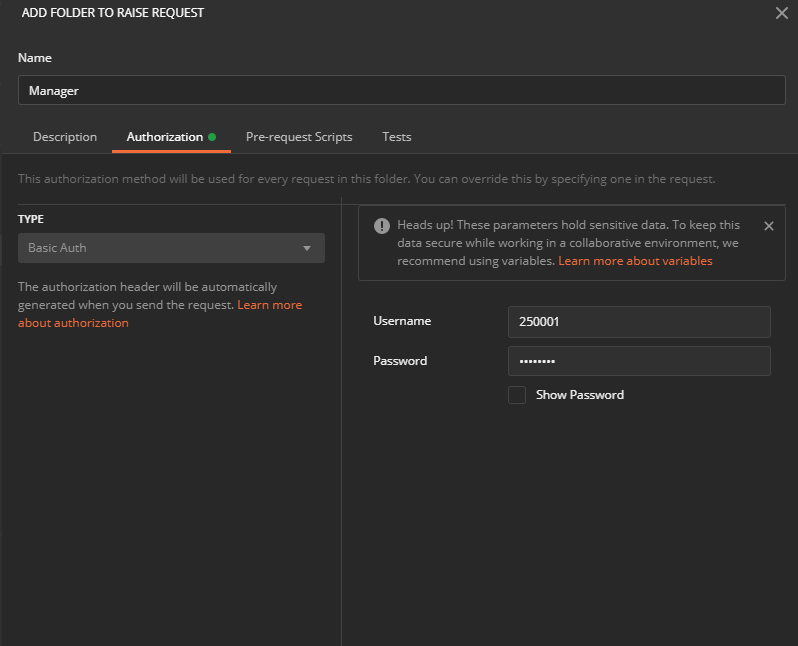 ADD FOLDER TO RAISE REQUEST
Name
Manager
Description Authorization Pre-request Scripts Tests
This authorization method will be used for every request in this folder. You can override this by specifying one in the request.
TYPE
Basic Auth
The authorization header will be automatically
generated when you send the request. Learn more
about authorization
Heads up! These parameters hold sensitive data. To keep this
data secure while working in a collaborative environment, we
recommend using variables. Learn more about variables
Username 250001
Password ••••••••
Show Password